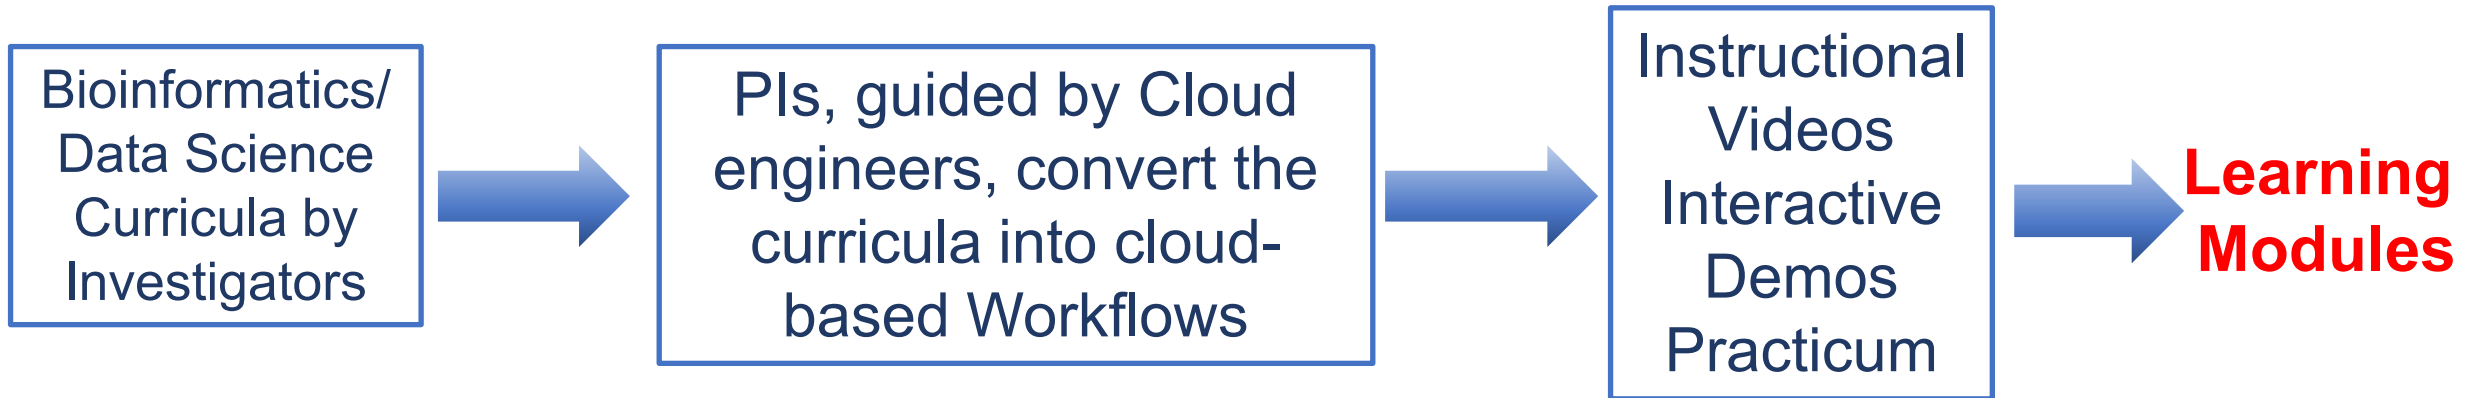 Bioinformatics/
Data Science
Curricula by
Investigators
PIs, guided by Cloud
engineers, convert the
curricula into cloud-
based Workflows
Instructional
Videos
Interactive
Demos
Practicum
Learning
Modules